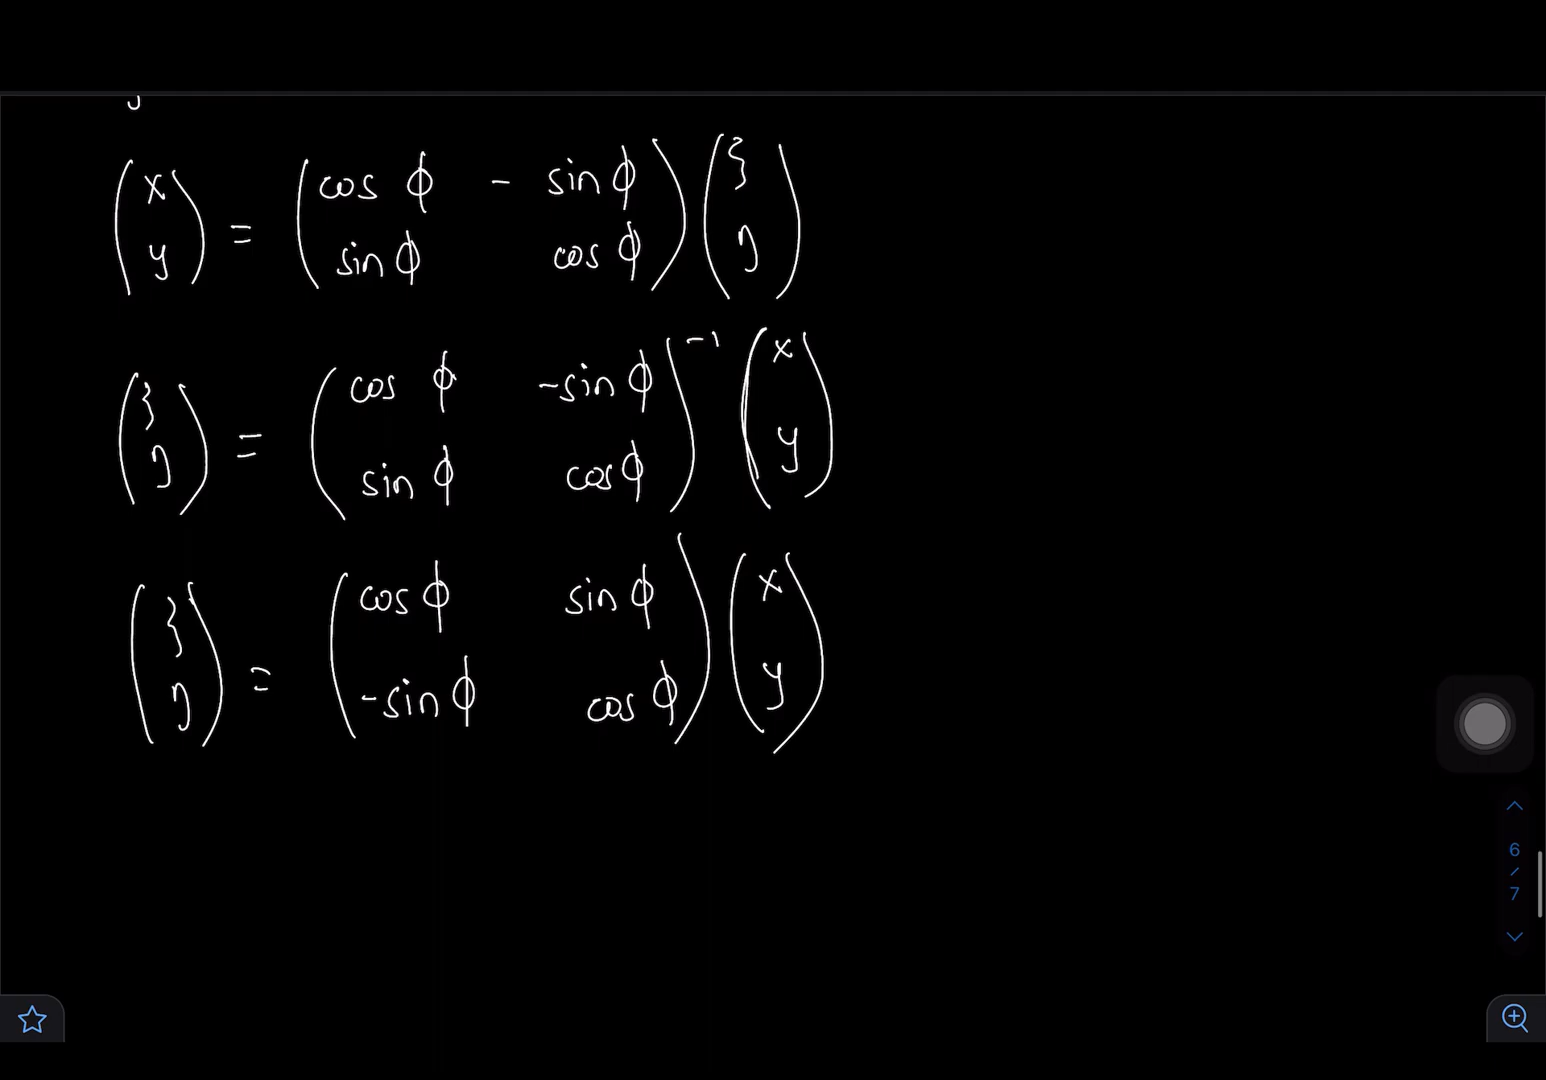 (x y) = (cos ϕ - sin ϕ sin ϕ cos ϕ) (ξ η)
(ξ η) = (cos ϕ -sin ϕ sin ϕ cos ϕ)⁻¹ (x y)
(ξ η) = (cos ϕ sin ϕ -sin ϕ cos ϕ) (x y)
6 / 7